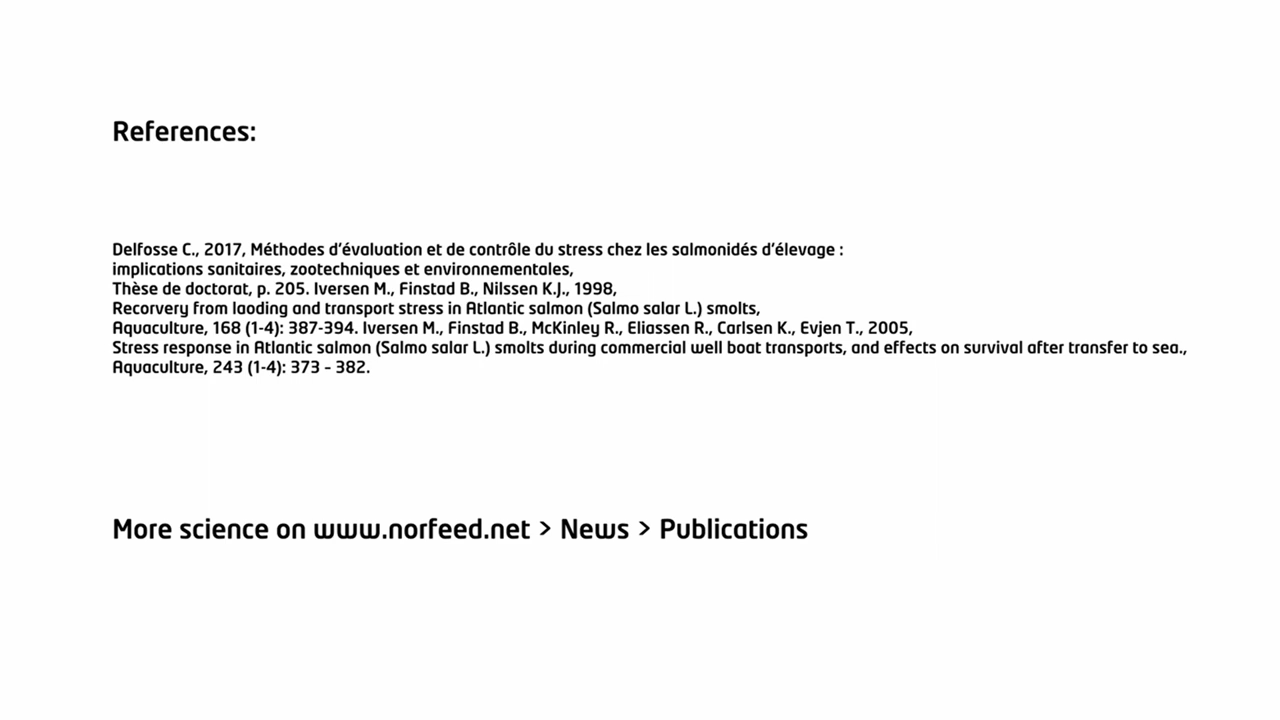 References:
Delfosse C., 2017, Méthodes d'évaluation et de contrôle du stress chez les salmonidés d'élevage :
implications sanitaires, zootechniques et environnementales,
Thèse de doctorat, p. 205. Iversen M., Finstad B., Nilssen K.J., 1998,
Recorvery from laoding and transport stress in Atlantic salmon (Salmo salar L.) smolts,
Aquaculture, 168 (1-4): 387-394. Iversen M., Finstad B., McKinley R., Eliassen R., Carlsen K., Evjen T., 2005,
Stress response in Atlantic salmon (Salmo salar L.) smolts during commercial well boat transports, and effects on survival after transfer to sea.,
Aquaculture, 243 (1-4): 373 - 382.
More science on www.norfeed.net > News > Publications